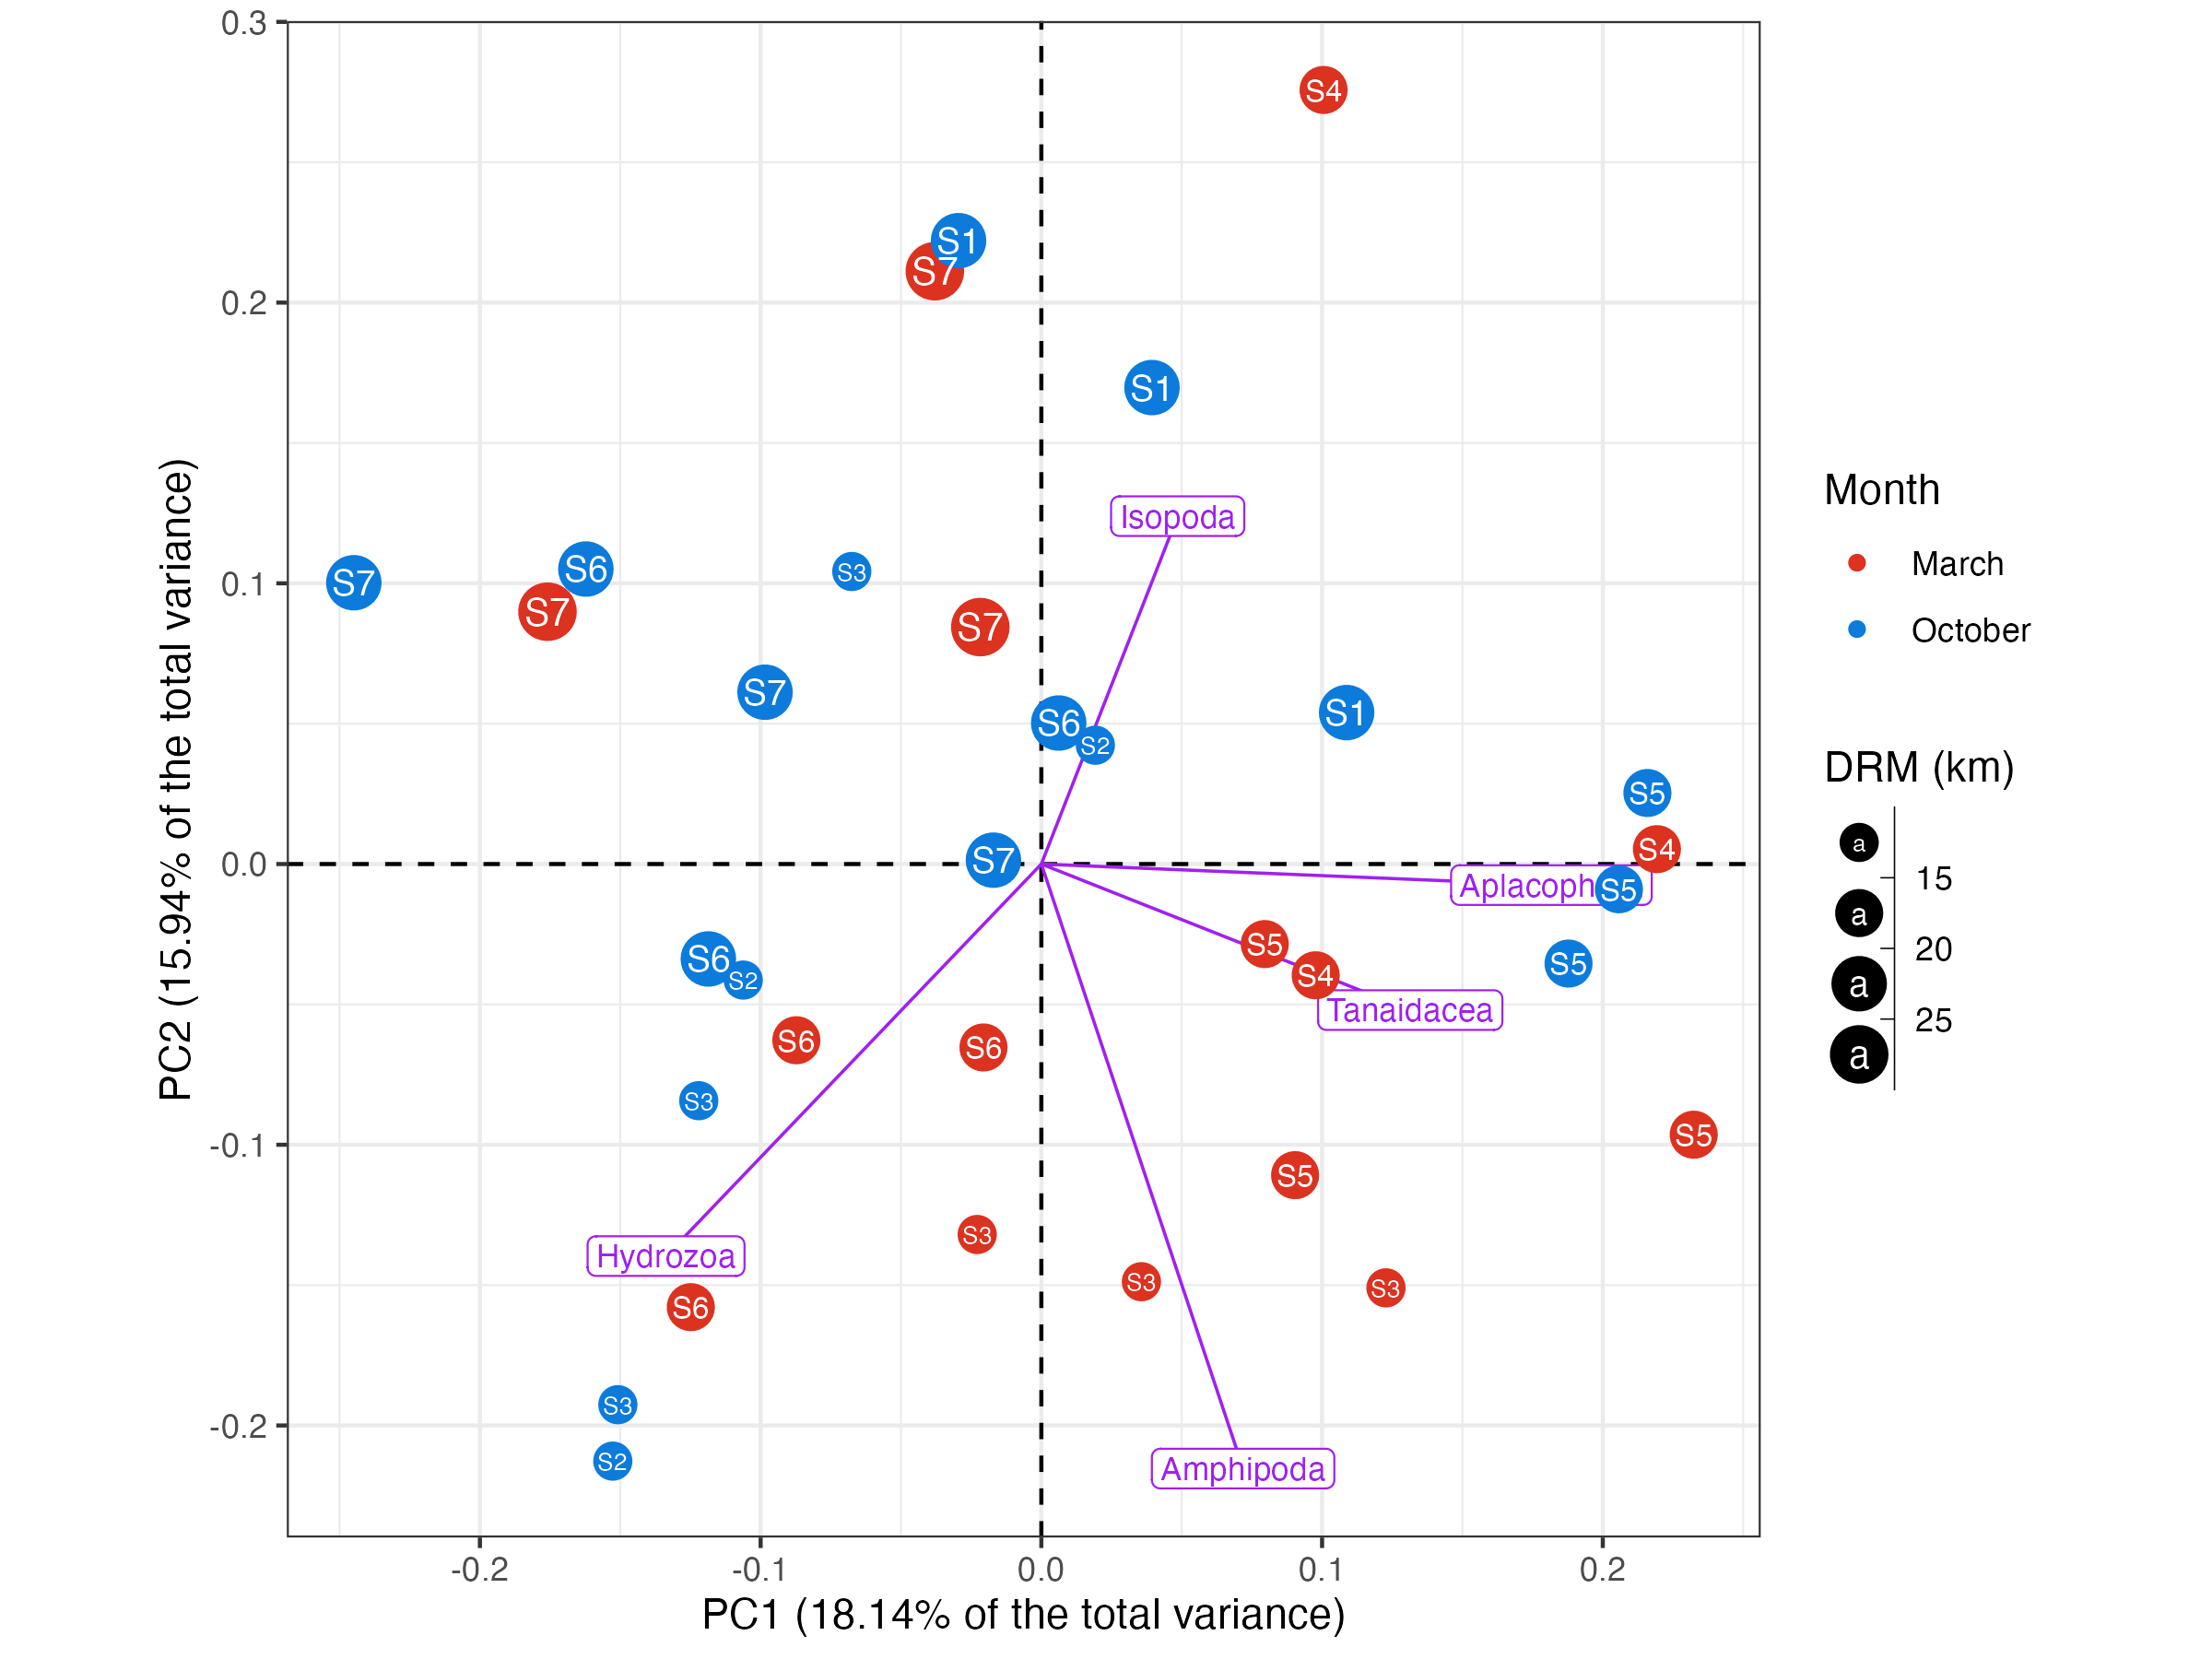 0.3
0.2
0.1
0.0
-0.1
-0.2
PC2 (15.94% of the total variance)
S4
S1
S7
S1
Isopoda
S6
S3
S7
S7
S7
S7
S6
S2
S1
S5
S4
S7
Aplacoph
S5
S5
S4
S5
S6
S2
Tanaidacea
S6
S6
S3
S5
S5
S3
Hydrozoa
S3
S3
S6
S3
S2
Amphipoda
-0.2
-0.1
0.0
0.1
0.2
PC1 (18.14% of the total variance)
Month
March
October
DRM (km)
a
15
a
20
a
25
a